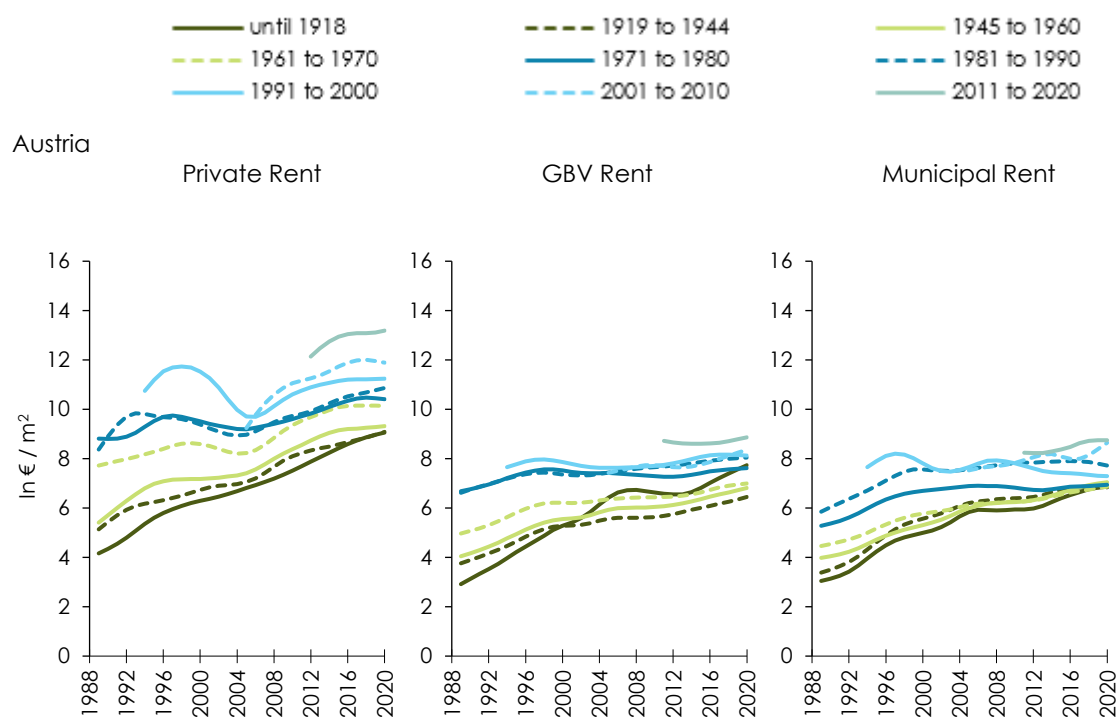 until 1918 1919 to 1944 1945 to 1960
1961 to 1970 1971 to 1980 1981 to 1990
1991 to 2000 2001 to 2010 2011 to 2020
Austria
Private Rent GBV Rent Municipal Rent
In € / m²
16 14 12 10 8 6 4 2 0
1988 1992 1996 2000 2004 2008 2012 2016 2020
16 14 12 10 8 6 4 2 0
1988 1992 1996 2000 2004 2008 2012 2016 2020
16 14 12 10 8 6 4 2 0
1988 1992 1996 2000 2004 2008 2012 2016 2020